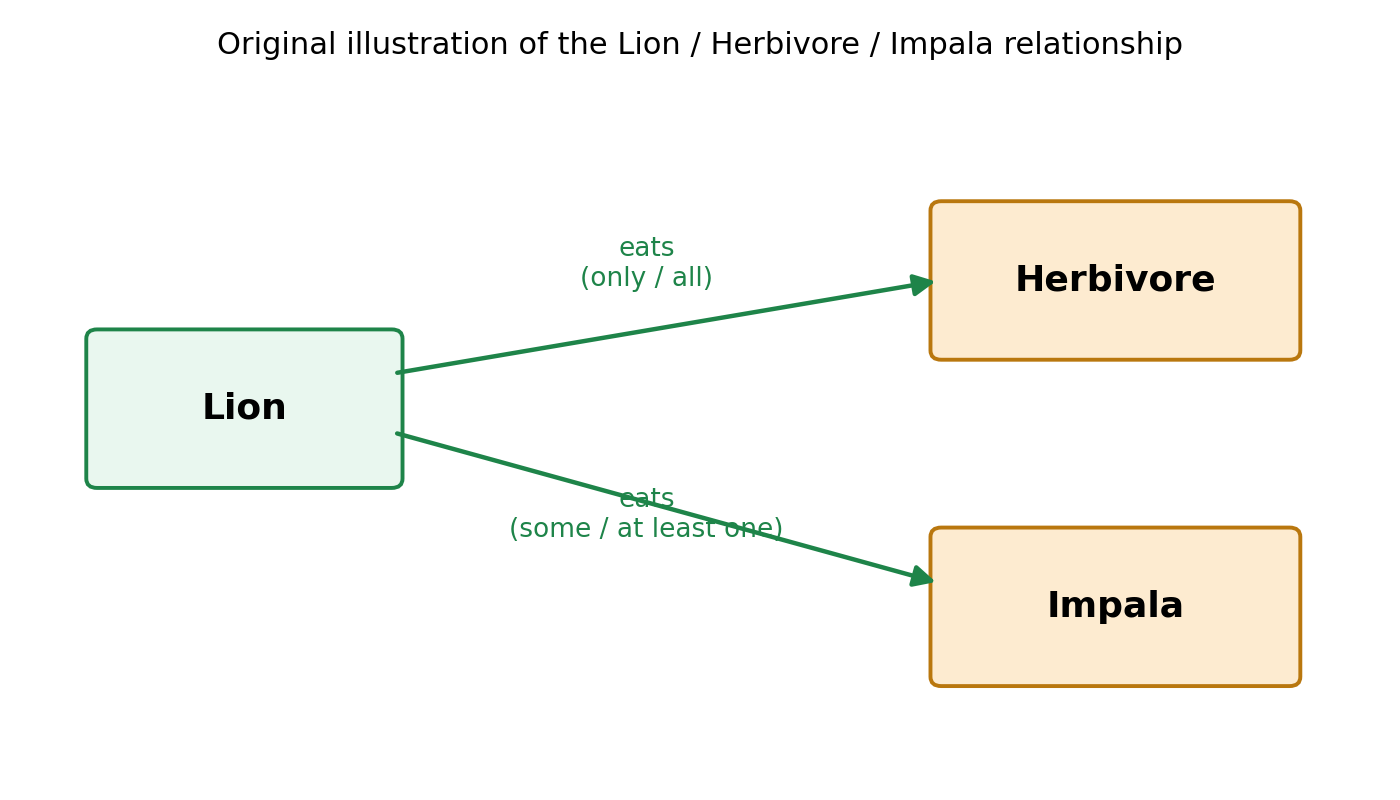 Original illustration of the Lion / Herbivore / Impala relationship
eats
(only / all)
Herbivore
Lion
eats
(some / at least one)
Impala